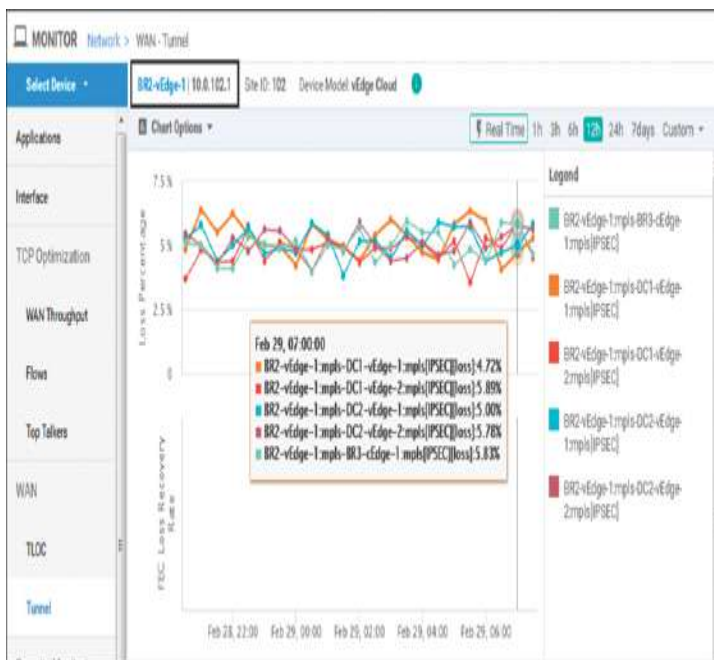 MONITOR Network > WAN - Tunnel
Select Device
BR2-vEdge-1 | 10.0.102.1 Site ID: 102 Device Model: vEdge Cloud
Applications
Interface
TCP Optimization
WAN Throughput
Flows
Top Talkers
WAN
TLOC
Tunnel
Chart Options
Real Time 1h 3h 6h 12h 24h 7days Custom
Loss Percentage
7.5 %
5 %
2.5 %
0
Feb 29, 07:00:00
BR2-vEdge-1:mpls-DC1-vEdge-1:mpls[IPSEC][loss]:4.72%
BR2-vEdge-1:mpls-DC1-vEdge-2:mpls[IPSEC][loss]:5.89%
BR2-vEdge-1:mpls-DC2-vEdge-1:mpls[IPSEC][loss]:5.00%
BR2-vEdge-1:mpls-DC2-vEdge-2:mpls[IPSEC][loss]:5.78%
BR2-vEdge-1:mpls-BR3-cEdge-1:mpls[IPSEC][loss]:5.83%
FEC Loss Recovery
Rate
Feb 28, 22:00 Feb 29, 00:00 Feb 29, 02:00 Feb 29, 04:00 Feb 29, 06:00
Legend
BR2-vEdge-1:mpls-BR3-cEdge-
1:mpls[IPSEC]
BR2-vEdge-1:mpls-DC1-vEdge-
1:mpls[IPSEC]
BR2-vEdge-1:mpls-DC1-vEdge-
2:mpls[IPSEC]
BR2-vEdge-1:mpls-DC2-vEdge-
1:mpls[IPSEC]
BR2-vEdge-1:mpls-DC2-vEdge-
2:mpls[IPSEC]